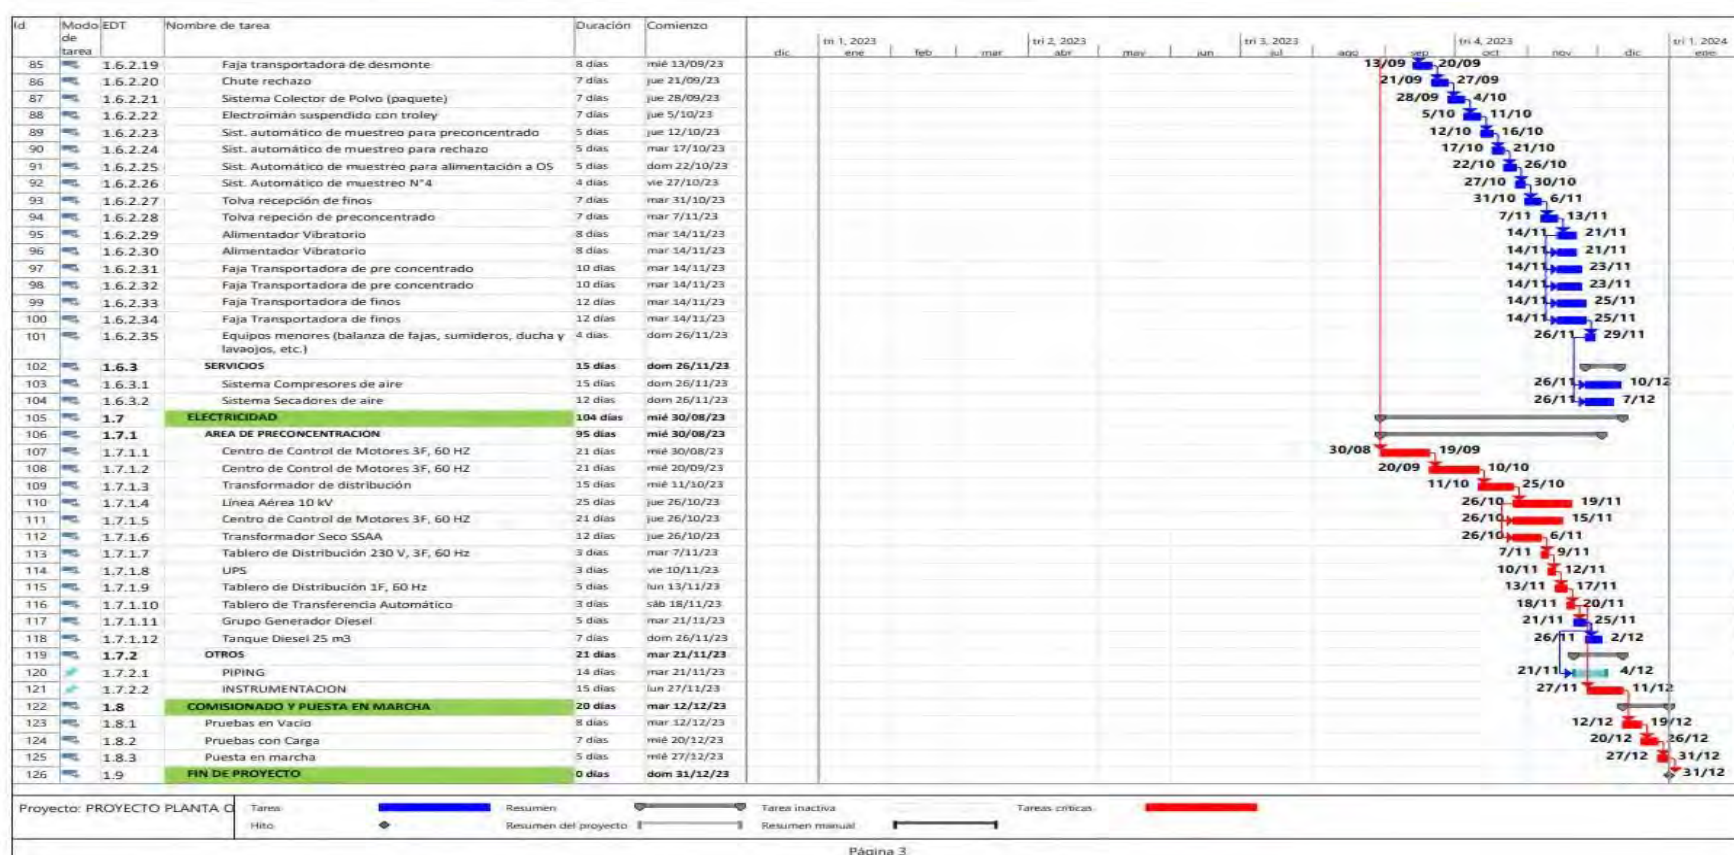 Id Modo de tarea EDT Nombre de tarea Duración Comienzo
tri 1, 2023 tri 2, 2023 tri 3, 2023 tri 4, 2023 tri 1, 2024
dic ene feb mar abr may jun jul ago sep oct nov dic ene
85 1.6.2.19 Faja transportadora de desmonte 8 días mié 13/09/23 13/09 20/09
86 1.6.2.20 Chute rechazo 7 días jue 21/09/23 21/09 27/09
87 1.6.2.21 Sistema Colector de Polvo (paquete) 7 días jue 28/09/23 28/09 4/10
88 1.6.2.22 Electroimán suspendido con troley 7 días jue 5/10/23 5/10 11/10
89 1.6.2.23 Sist. automático de muestreo para preconcentrado 5 días jue 12/10/23 12/10 16/10
90 1.6.2.24 Sist. automático de muestreo para rechazo 5 días mar 17/10/23 17/10 21/10
91 1.6.2.25 Sist. Automático de muestreo para alimentación a OS 5 días dom 22/10/23 22/10 26/10
92 1.6.2.26 Sist. Automático de muestreo N°4 4 días vie 27/10/23 27/10 30/10
93 1.6.2.27 Tolva recepción de finos 7 días mar 31/10/23 31/10 6/11
94 1.6.2.28 Tolva repeción de preconcentrado 7 días mar 7/11/23 7/11 13/11
95 1.6.2.29 Alimentador Vibratorio 8 días mar 14/11/23 14/11 21/11
96 1.6.2.30 Alimentador Vibratorio 8 días mar 14/11/23 14/11 21/11
97 1.6.2.31 Faja Transportadora de pre concentrado 10 días mar 14/11/23 14/11 23/11
98 1.6.2.32 Faja Transportadora de pre concentrado 10 días mar 14/11/23 14/11 23/11
99 1.6.2.33 Faja Transportadora de finos 12 días mar 14/11/23 14/11 25/11
100 1.6.2.34 Faja Transportadora de finos 12 días mar 14/11/23 14/11 25/11
101 1.6.2.35 Equipos menores (balanza de fajas, sumideros, ducha y 4 días dom 26/11/23 26/11 29/11
lavaojos, etc.)
102 1.6.3 SERVICIOS 15 días dom 26/11/23
103 1.6.3.1 Sistema Compresores de aire 15 días dom 26/11/23 26/11 10/12
104 1.6.3.2 Sistema Secadores de aire 12 días dom 26/11/23 26/11 7/12
105 1.7 ELECTRICIDAD 104 días mié 30/08/23
106 1.7.1 AREA DE PRECONCENTRACION 95 días mié 30/08/23
107 1.7.1.1 Centro de Control de Motores 3F, 60 HZ 21 días mié 30/08/23 30/08 19/09
108 1.7.1.2 Centro de Control de Motores 3F, 60 HZ 21 días mié 20/09/23 20/09 10/10
109 1.7.1.3 Transformador de distribución 15 días mié 11/10/23 11/10 25/10
110 1.7.1.4 Línea Aérea 10 kV 25 días jue 26/10/23 26/10 19/11
111 1.7.1.5 Centro de Control de Motores 3F, 60 HZ 21 días jue 26/10/23 26/10 15/11
112 1.7.1.6 Transformador Seco SSAA 12 días jue 26/10/23 26/10 6/11
113 1.7.1.7 Tablero de Distribución 230 V, 3F, 60 Hz 3 días mar 7/11/23 7/11 9/11
114 1.7.1.8 UPS 3 días vie 10/11/23 10/11 12/11
115 1.7.1.9 Tablero de Distribución 1F, 60 Hz 5 días lun 13/11/23 13/11 17/11
116 1.7.1.10 Tablero de Transferencia Automático 3 días sáb 18/11/23 18/11 20/11
117 1.7.1.11 Grupo Generador Diesel 5 días mar 21/11/23 21/11 25/11
118 1.7.1.12 Tanque Diesel 25 m3 7 días dom 26/11/23 26/11 2/12
119 1.7.2 OTROS 21 días mar 21/11/23
120 1.7.2.1 PIPING 14 días mar 21/11/23 21/11 4/12
121 1.7.2.2 INSTRUMENTACION 15 días lun 27/11/23 27/11 11/12
122 1.8 COMISIONADO Y PUESTA EN MARCHA 20 días mar 12/12/23
123 1.8.1 Pruebas en Vacio 8 días mar 12/12/23 12/12 19/12
124 1.8.2 Pruebas con Carga 7 días mié 20/12/23 20/12 26/12
125 1.8.3 Puesta en marcha 5 días mié 27/12/23 27/12 31/12
126 1.9 FIN DE PROYECTO 0 días dom 31/12/23 31/12
Proyecto: PROYECTO PLANTA O Tarea Resumen Tarea inactiva Tareas críticas
Hito Resumen del proyecto Resumen manual
Página 3